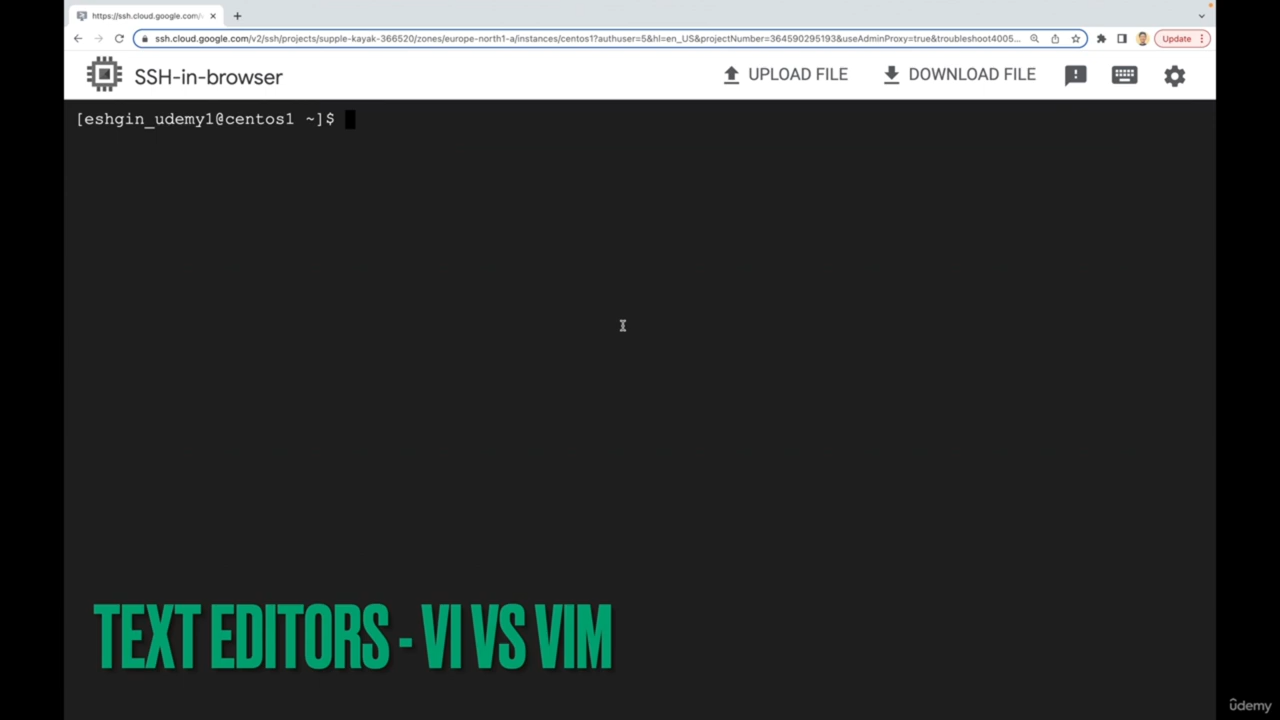 https://ssh.cloud.google.com/
ssh.cloud.google.com/v2/ssh/projects/supple-kayak-366520/zones/europe-north1-a/instances/centos1?authuser=5&hl=en_US&projectNumber=364590295193&useAdminProxy=true&troubleshoot4005...
Update
SSH-in-browser
UPLOAD FILE
DOWNLOAD FILE
[eshgin_udemy1@centos1 ~]$
TEXT EDITORS - VI VS VIM
ûdemy